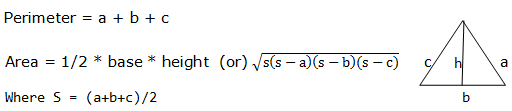 Perimeter = a + b + c
Area = 1/2 * base * height (or) √s(s – a)(s – b)(s – c)
Where S = (a+b+c)/2
c h a
b